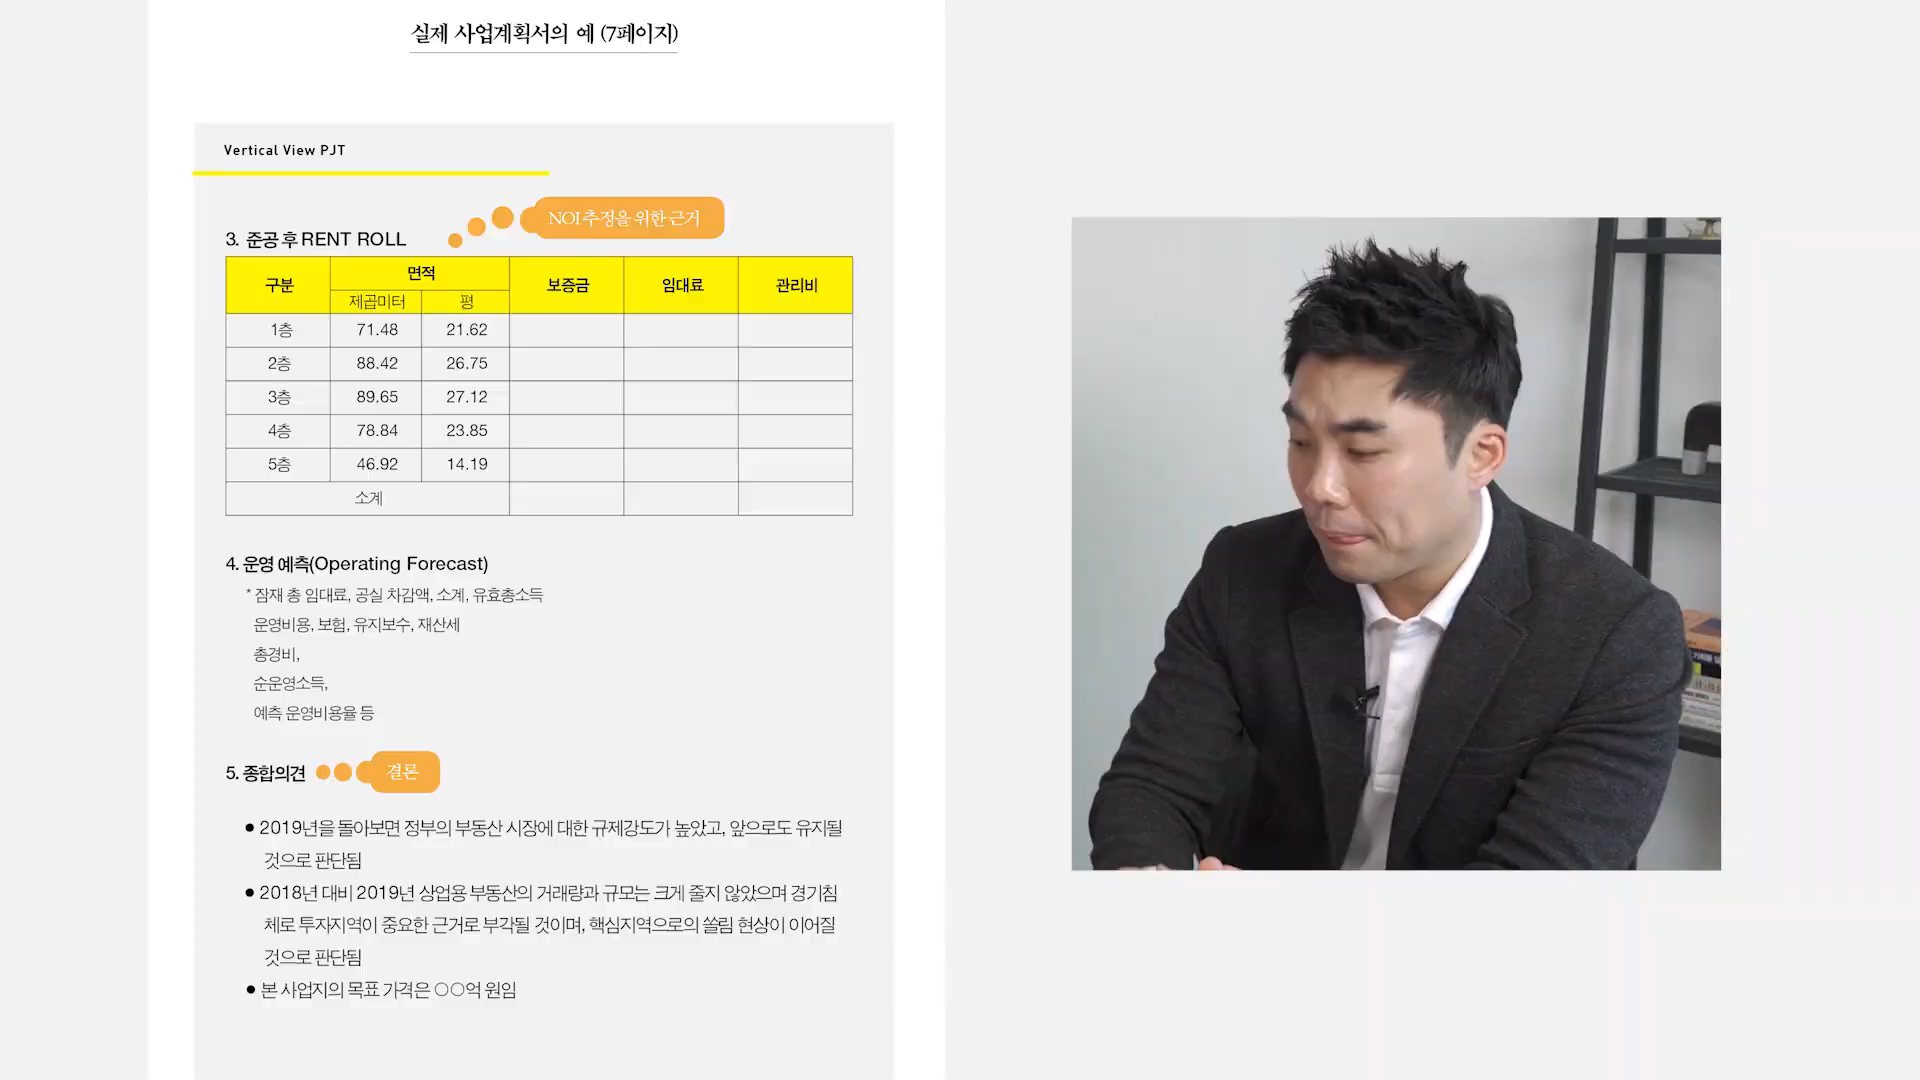 실제 사업계획서의 예 (7페이지)
Vertical View PJT
NOI 추정을 위한 근거
3. 준공 후 RENT ROLL
구분 면적 보증금 임대료 관리비
제곱미터 평
1층 71.48 21.62
2층 88.42 26.75
3층 89.65 27.12
4층 78.84 23.85
5층 46.92 14.19
소계
4. 운영 예측(Operating Forecast)
* 잠재 총 임대료, 공실 차감액, 소계, 유효총소득
운영비용, 보험, 유지보수, 재산세
총경비,
순운영소득,
예측 운영비용율 등
5. 종합의견 결론
● 2019년을 돌아보면 정부의 부동산 시장에 대한 규제강도가 높았고, 앞으로도 유지될
것으로 판단됨
● 2018년 대비 2019년 상업용 부동산의 거래량과 규모는 크게 줄지 않았으며 경기침
체로 투자지역이 중요한 근거로 부각될 것이며, 핵심지역으로의 쏠림 현상이 이어질
것으로 판단됨
● 본 사업지의 목표 가격은 ○○억 원임